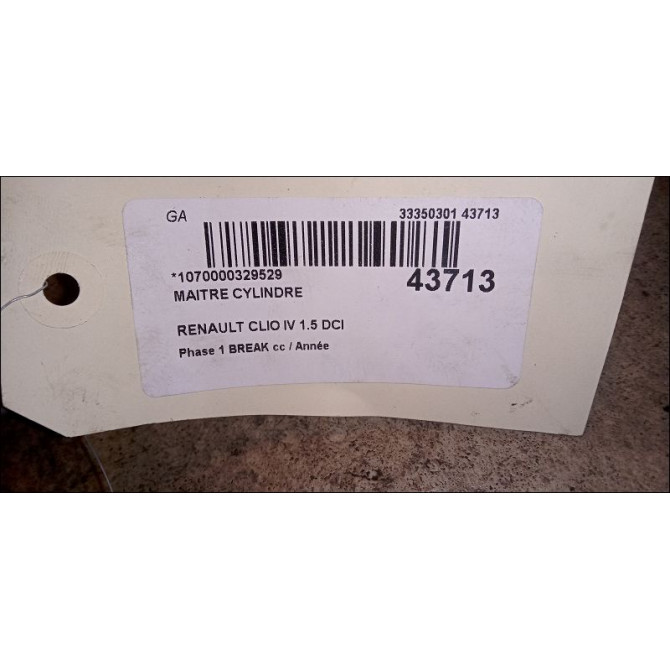 GA 33350301 43713
*1070000329529 43713
MAITRE CYLINDRE
RENAULT CLIO IV 1.5 DCI
Phase 1 BREAK cc / Année